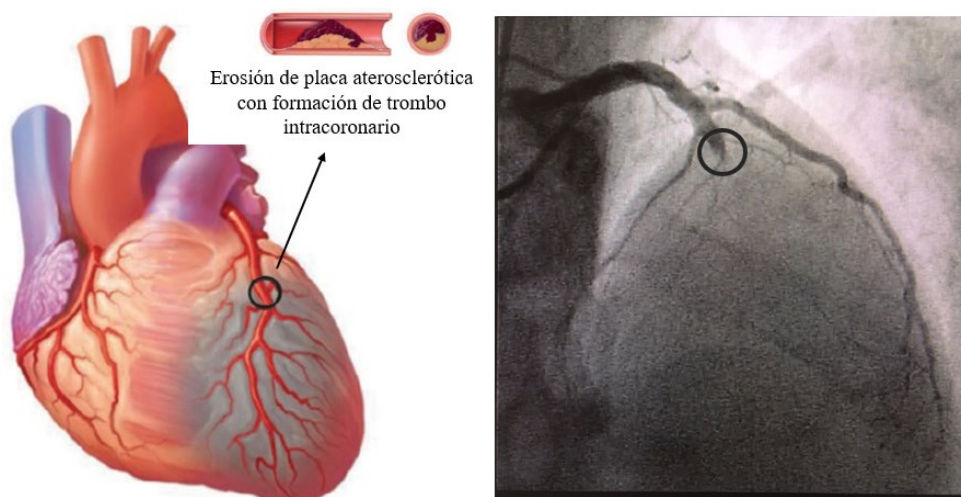 Erosión de placa aterosclerótica
con formación de trombo
intracoronario